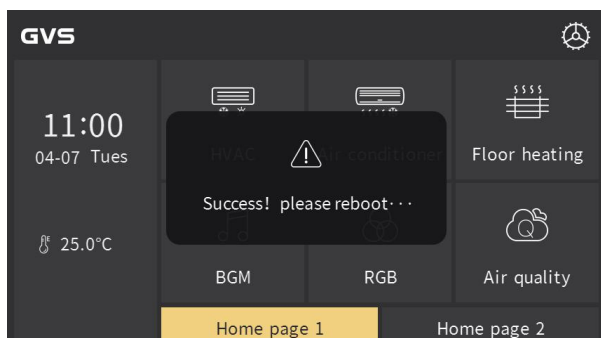 GVS
11:00
04-07 Tues
25.0°C
HVAC
Air conditioner
Floor heating
Success! please reboot···
BGM
RGB
Air quality
Home page 1
Home page 2